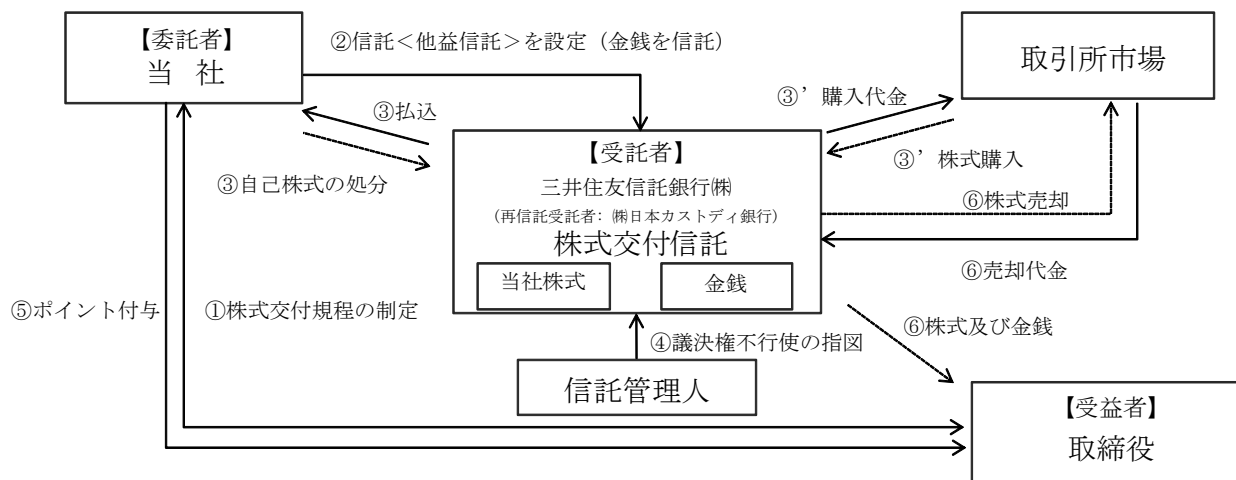 【委託者】
当 社
②信託＜他益信託＞を設定（金銭を信託）
取引所市場
③払込
③’購入代金
③自己株式の処分
【受託者】
三井住友信託銀行㈱
(再信託受託者：㈱日本カストディ銀行)
株式交付信託
当社株式
金銭
③’株式購入
⑥株式売却
⑥売却代金
⑤ポイント付与
①株式交付規程の制定
④議決権不行使の指図
⑥株式及び金銭
信託管理人
【受益者】
取締役